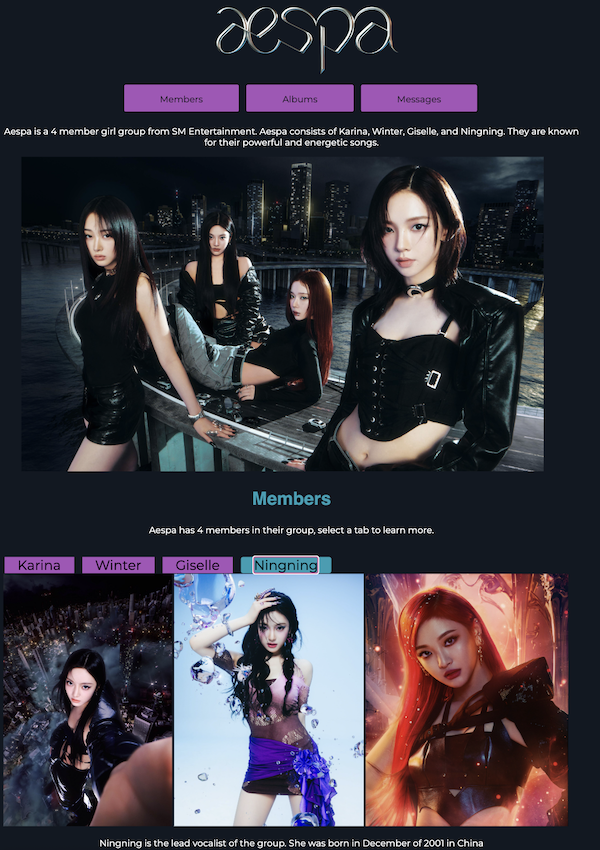 aespa
Members
Albums
Messages
Aespa is a 4 member girl group from SM Entertainment. Aespa consists of Karina, Winter, Giselle, and Ningning. They are known
for their powerful and energetic songs.
Members
Aespa has 4 members in their group, select a tab to learn more.
Karina
Winter
Giselle
Ningning
Ningning is the lead vocalist of the group. She was born in December of 2001 in China